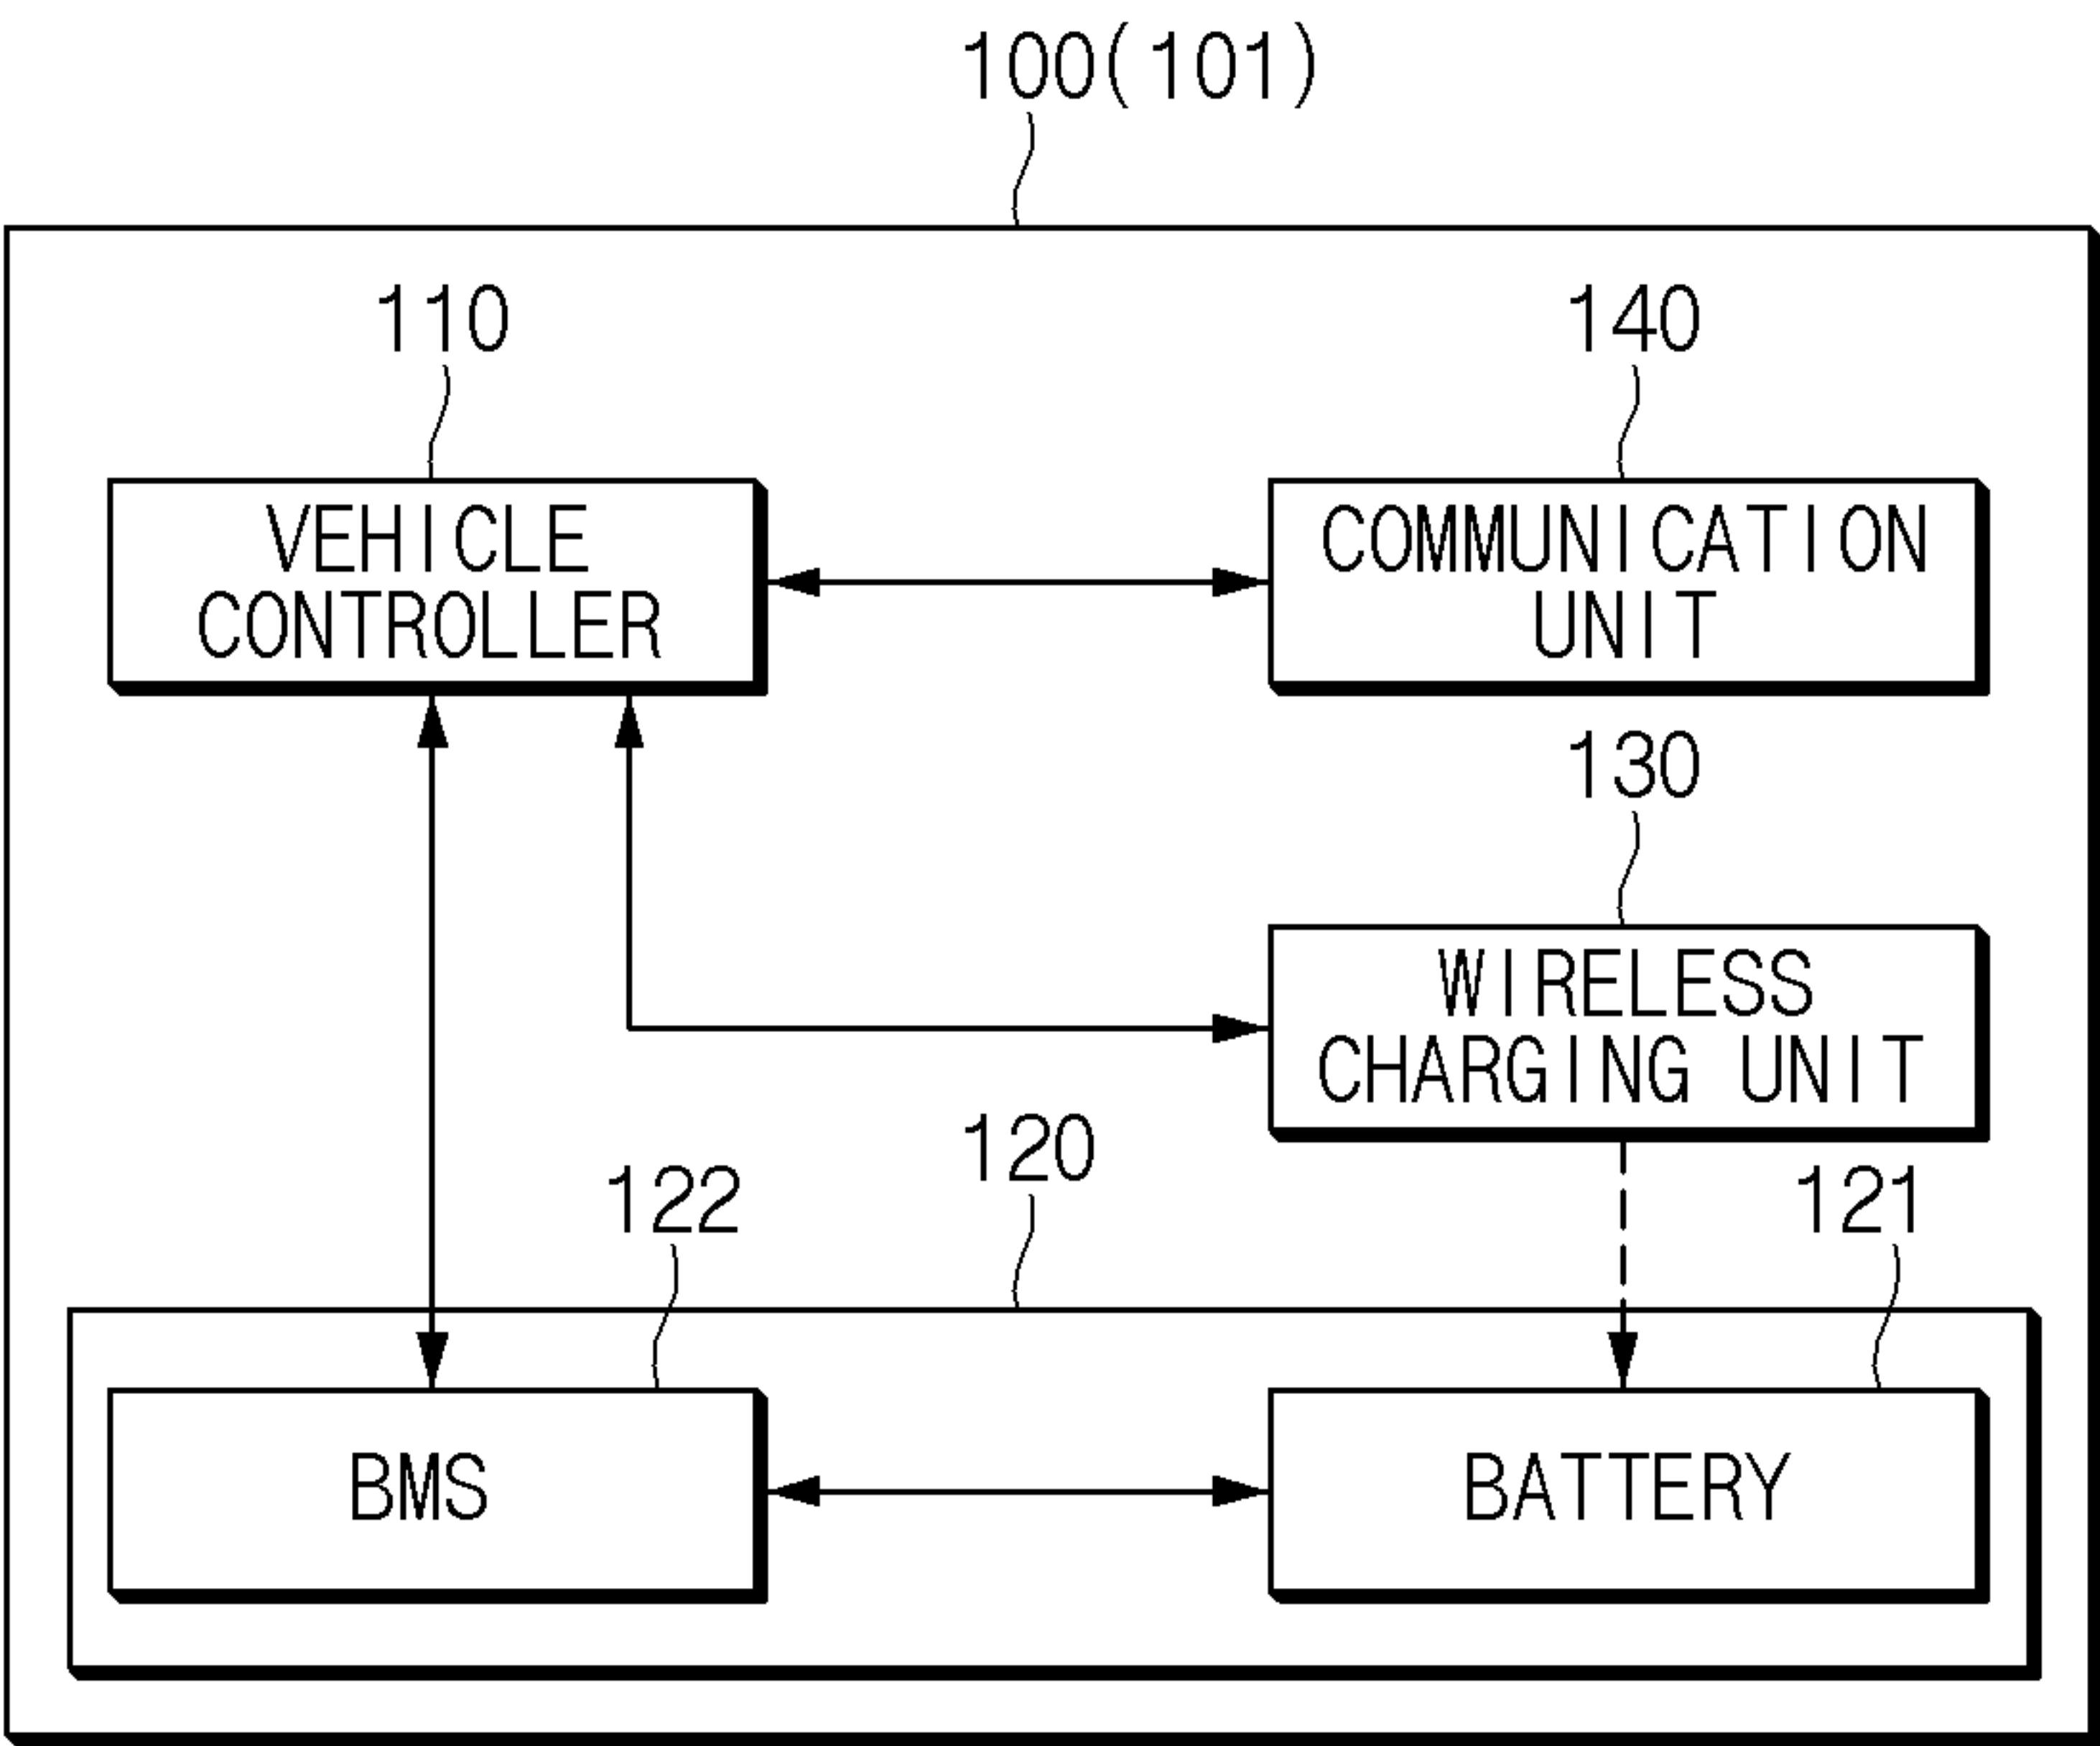 100(101)
110
140
VEHICLE
CONTROLLER
COMMUNICATION
UNIT
130
WIRELESS
CHARGING UNIT
120
122
121
BMS
BATTERY